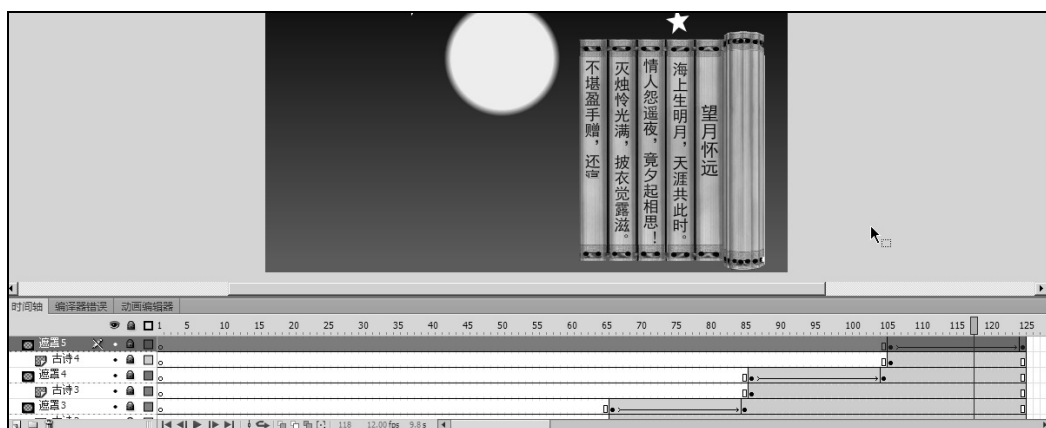 望月怀远
海上生明月，天涯共此时。
情人怨遥夜，竟夕起相思！
灭烛怜光满，披衣觉露滋。
不堪盈手赠，还
时间轴 编译器错误 动画编辑器
1 5 10 15 20 25 30 35 40 45 50 55 60 65 70 75 80 85 90 95 100 105 110 115 120 125
遮罩5
古诗4
遮罩4
古诗3
遮罩3
118 12.00 fps 9.8 s